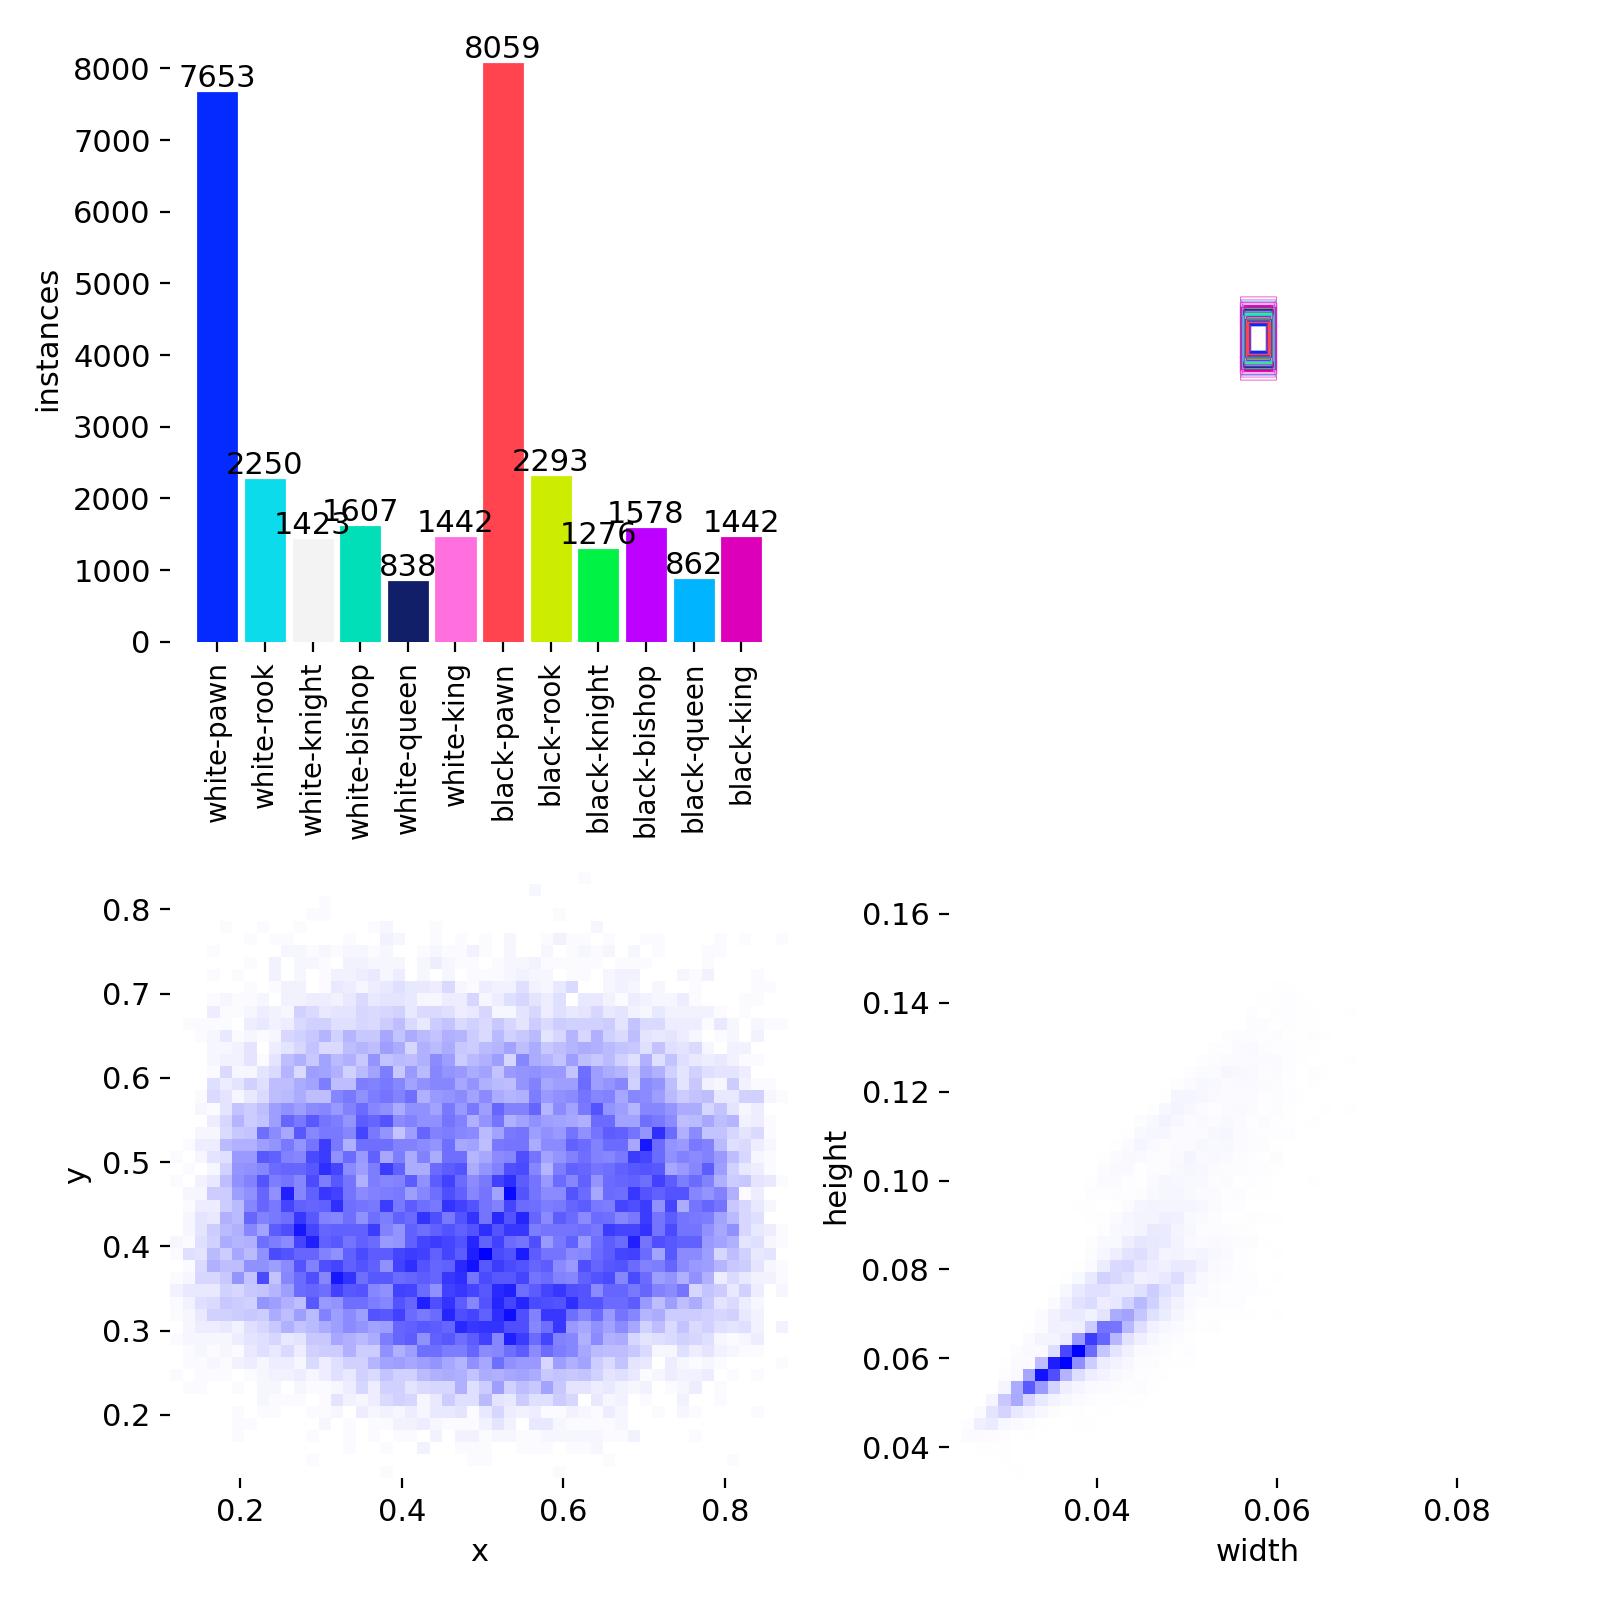 8000
7000
6000
5000
4000
3000
2000
1000
0
instances
7653
2250
1423
1607
838
1442
8059
2293
1276
1578
862
1442
white-pawn
white-rook
white-knight
white-bishop
white-queen
white-king
black-pawn
black-rook
black-knight
black-bishop
black-queen
black-king
0.8
0.7
0.6
0.5
0.4
0.3
0.2
y
0.2 0.4 0.6 0.8
x
0.16
0.14
0.12
0.10
0.08
0.06
0.04
height
0.04 0.06 0.08
width